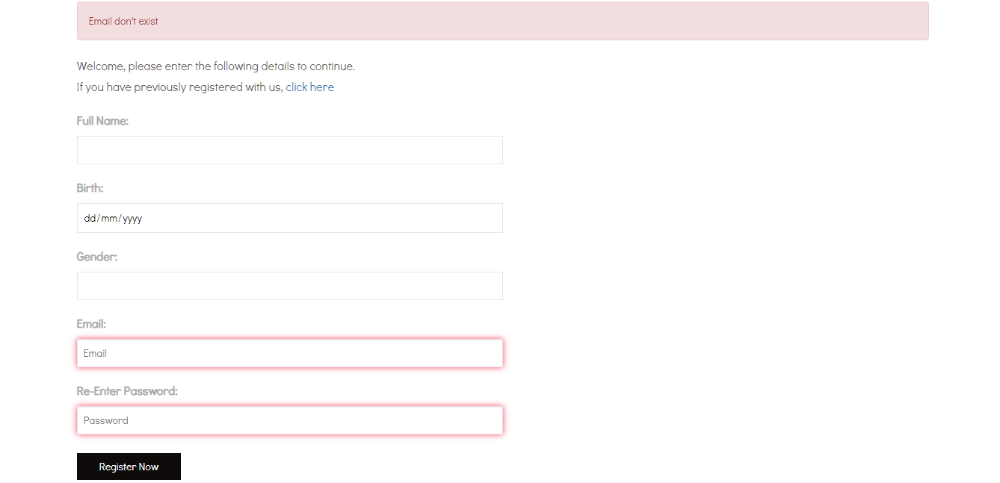 Email don't exist
Welcome, please enter the following details to continue.
If you have previously registered with us, click here
Full Name:
Birth:
dd/mm/yyyy
Gender:
Email:
Email
Re-Enter Password:
Password
Register Now